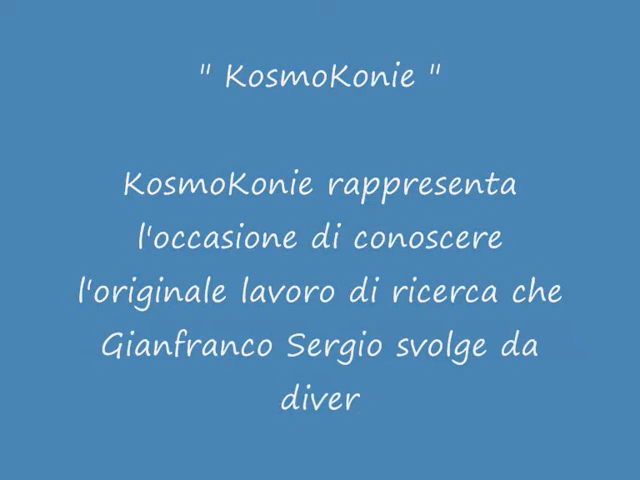 " KosmoKonie "
KosmoKonie rappresenta
l'occasione di conoscere
l'originale lavoro di ricerca che
Gianfranco Sergio svolge da
diver